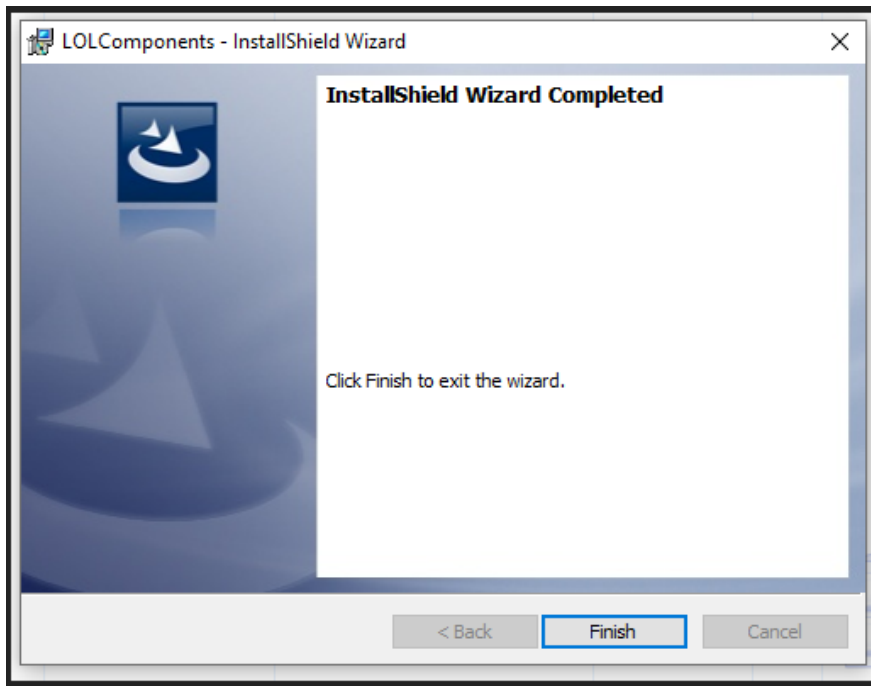 LOLComponents - InstallShield Wizard
InstallShield Wizard Completed
Click Finish to exit the wizard.
< Back
Finish
Cancel